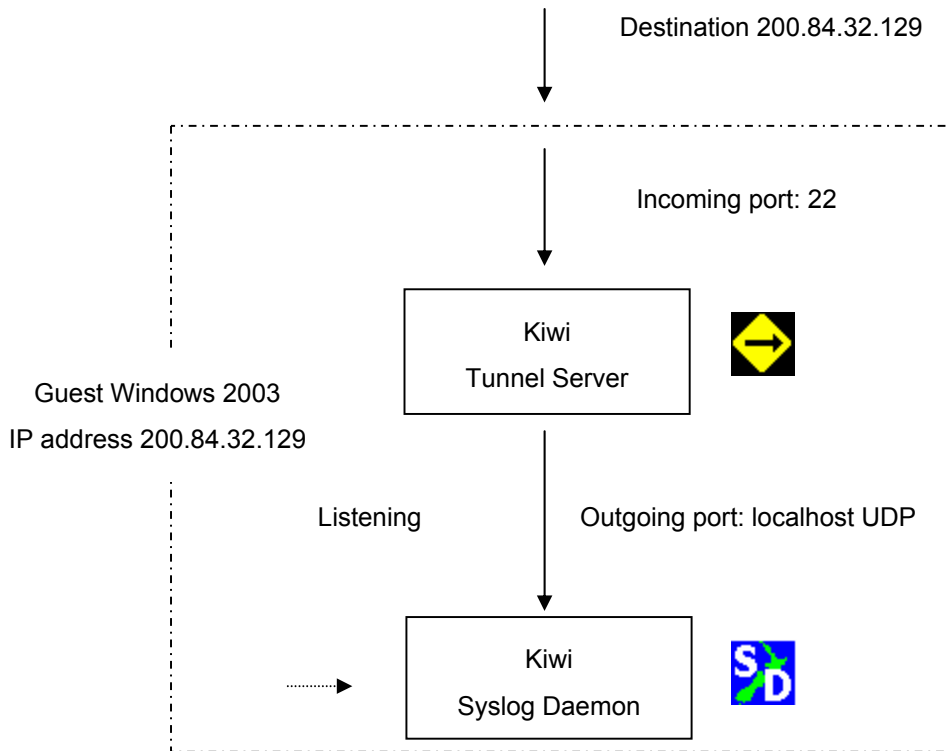 Destination 200.84.32.129
Incoming port: 22
Kiwi
Tunnel Server
Guest Windows 2003
IP address 200.84.32.129
Listening
Outgoing port: localhost UDP
Kiwi
Syslog Daemon
S
D